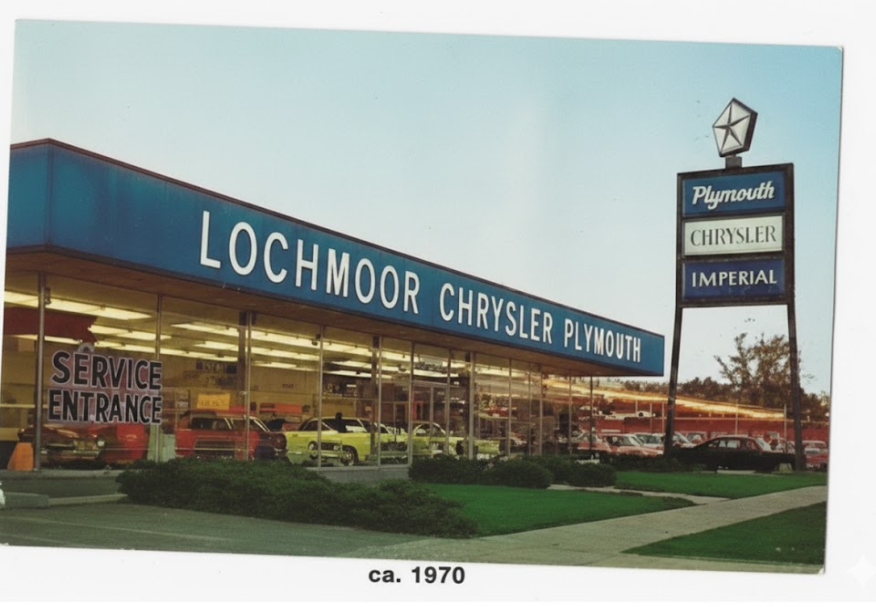 LOCHMOOR CHRYSLER PLYMOUTH
Plymouth
CHRYSLER
IMPERIAL
SERVICE
ENTRANCE
ca. 1970